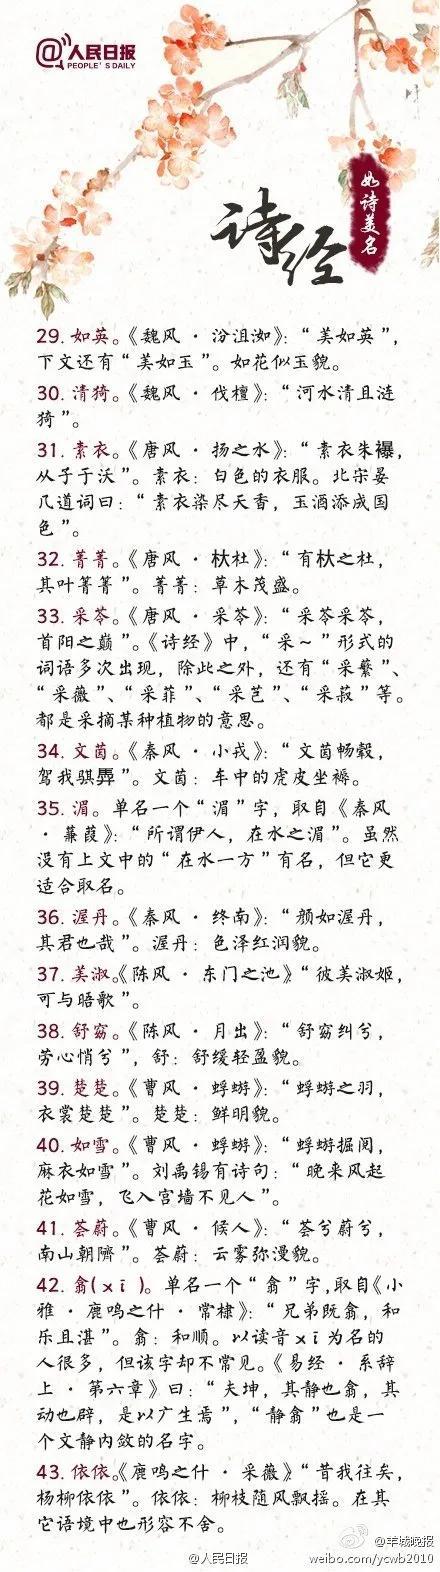 @人民日报
PEOPLE'S DAILY
如诗美名
诗经
29. 如英。《魏风 · 汾沮洳》：“美如英”，
下文还有“美如玉”。如花似玉貌。
30. 清猗。《魏风 · 伐檀》：“河水清且涟
猗”。
31. 素衣。《唐风 · 扬之水》：“素衣朱襮，
从子于沃”。素衣：白色的衣服。北宋晏
几道词曰：“素衣染尽天香，玉酒添成国
色”。
32. 菁菁。《唐风 · 杕杜》：“有杕之杜，
其叶菁菁”。菁菁：草木茂盛。
33. 采苓。《唐风 · 采苓》：“采苓采苓，
首阳之巅”。《诗经》中，“采～”形式的
词语多次出现，除此之外，还有“采蘩”、
“采薇”、“采菲”、“采芑”、“采菽”等。
都是采摘某种植物的意思。
34. 文茵。《秦风 · 小戎》：“文茵畅毂，
驾我骐馵”。文茵：车中的虎皮坐褥。
35. 湄。单名一个“湄”字，取自《秦风
· 蒹葭》：“所谓伊人，在水之湄”。虽然
没有上文中的“在水一方”有名，但它更
适合取名。
36. 渥丹。《秦风 · 终南》：“颜如渥丹，
其君也哉”。渥丹：色泽红润貌。
37. 美淑。《陈风 · 东门之池》“彼美淑姬，
可与晤歌”。
38. 舒窈。《陈风 · 月出》：“舒窈纠兮，
劳心悄兮”，舒：舒缓轻盈貌。
39. 楚楚。《曹风 · 蜉蝣》：“蜉蝣之羽，
衣裳楚楚”。楚楚：鲜明貌。
40. 如雪。《曹风 · 蜉蝣》：“蜉蝣掘阅，
麻衣如雪”。刘禹锡有诗句：“晚来风起
花如雪，飞入宫墙不见人”。
41. 荟蔚。《曹风 · 候人》：“荟兮蔚兮，
南山朝隮”。荟蔚：云雾弥漫貌。
42. 翕(xī)。单名一个“翕”字，取自《小
雅 · 鹿鸣之什 · 常棣》：“兄弟既翕，和
乐且湛”。翕：和顺。以读音xī为名的
人很多，但该字却不常见。《易经 · 系辞
上 · 第六章》曰：“夫坤，其静也翕，其
动也辟，是以广生焉”，“静翕”也是一
个文静内敛的名字。
43. 依依。《鹿鸣之什 · 采薇》“昔我往矣，
杨柳依依”。依依：柳枝随风飘摇。在其
它语境中也形容不舍。
@人民日报
@羊城晚报
weibo.com/ycwb2010